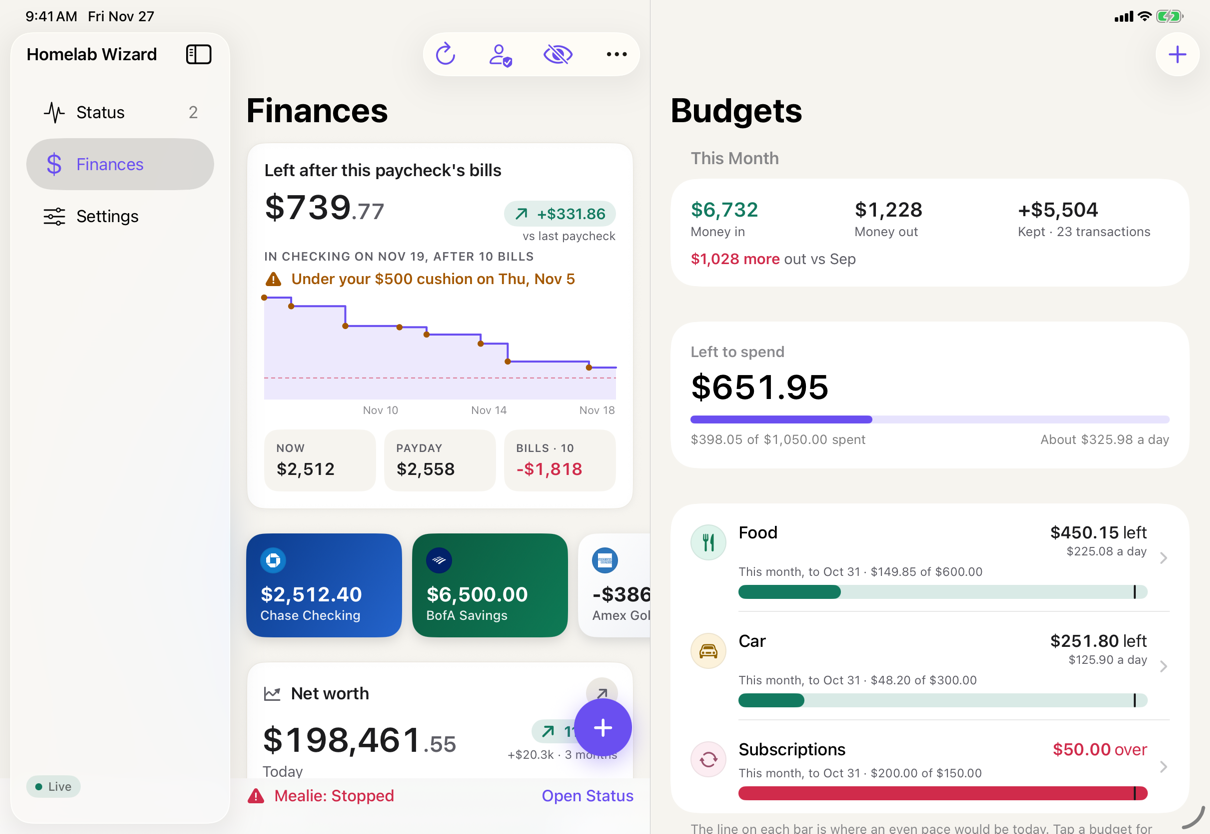 9:41 AM Fri Nov 27
Homelab Wizard
Status 2
Finances
Settings
Live
Finances
Left after this paycheck's bills
$739.77
+$331.86
vs last paycheck
IN CHECKING ON NOV 19, AFTER 10 BILLS
Under your $500 cushion on Thu, Nov 5
Nov 10 Nov 14 Nov 18
NOW
$2,512
PAYDAY
$2,558
BILLS · 10
-$1,818
$2,512.40
Chase Checking
$6,500.00
BofA Savings
-$386
Amex Gol
Net worth
$198,461.55
+$20.3k · 3 months
Today
Mealie: Stopped
Open Status
Budgets
This Month
$6,732
Money in
$1,228
Money out
+$5,504
Kept · 23 transactions
$1,028 more out vs Sep
Left to spend
$651.95
$398.05 of $1,050.00 spent
About $325.98 a day
Food
$450.15 left
$225.08 a day
This month, to Oct 31 · $149.85 of $600.00
Car
$251.80 left
$125.90 a day
This month, to Oct 31 · $48.20 of $300.00
Subscriptions
$50.00 over
This month, to Oct 31 · $200.00 of $150.00
The line on each bar is where an even pace would be today. Tap a budget for